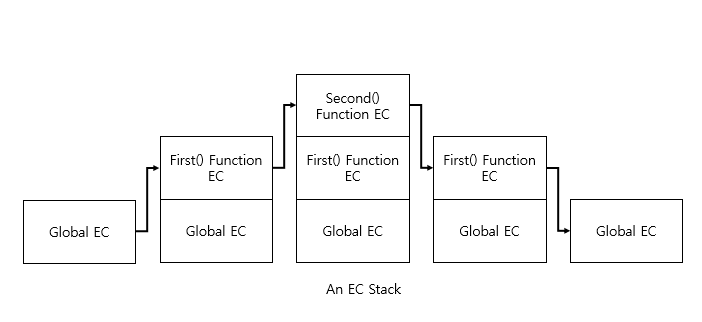 Second()
Function EC
First() Function
EC
First() Function
EC
First() Function
EC
Global EC
Global EC
Global EC
Global EC
Global EC
An EC Stack